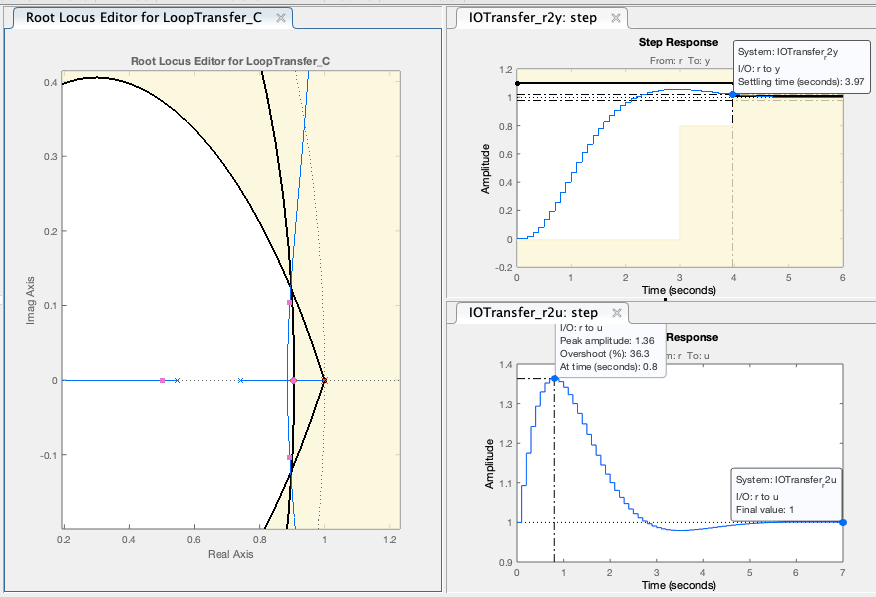 Root Locus Editor for LoopTransfer_C
Root Locus Editor for LoopTransfer_C
0.4
0.3
0.2
0.1
0
-0.1
Imag Axis
0.2
0.4
0.6
0.8
1
1.2
Real Axis
IOTransfer_r2y: step
Step Response
From: r To: y
System: IOTransfer_r2y
I/O: r to y
Settling time (seconds): 3.97
1.2
1
0.8
0.6
0.4
0.2
0
-0.2
Amplitude
0
1
2
3
4
5
6
Time (seconds)
IOTransfer_r2u: step
Response
m: r To: u
I/O: r to u
Peak amplitude: 1.36
Overshoot (%): 36.3
At time (seconds): 0.8
System: IOTransfer_r2u
I/O: r to u
Final value: 1
1.4
1.3
1.2
1.1
1
0.9
Amplitude
0
1
2
3
4
5
6
7
Time (seconds)